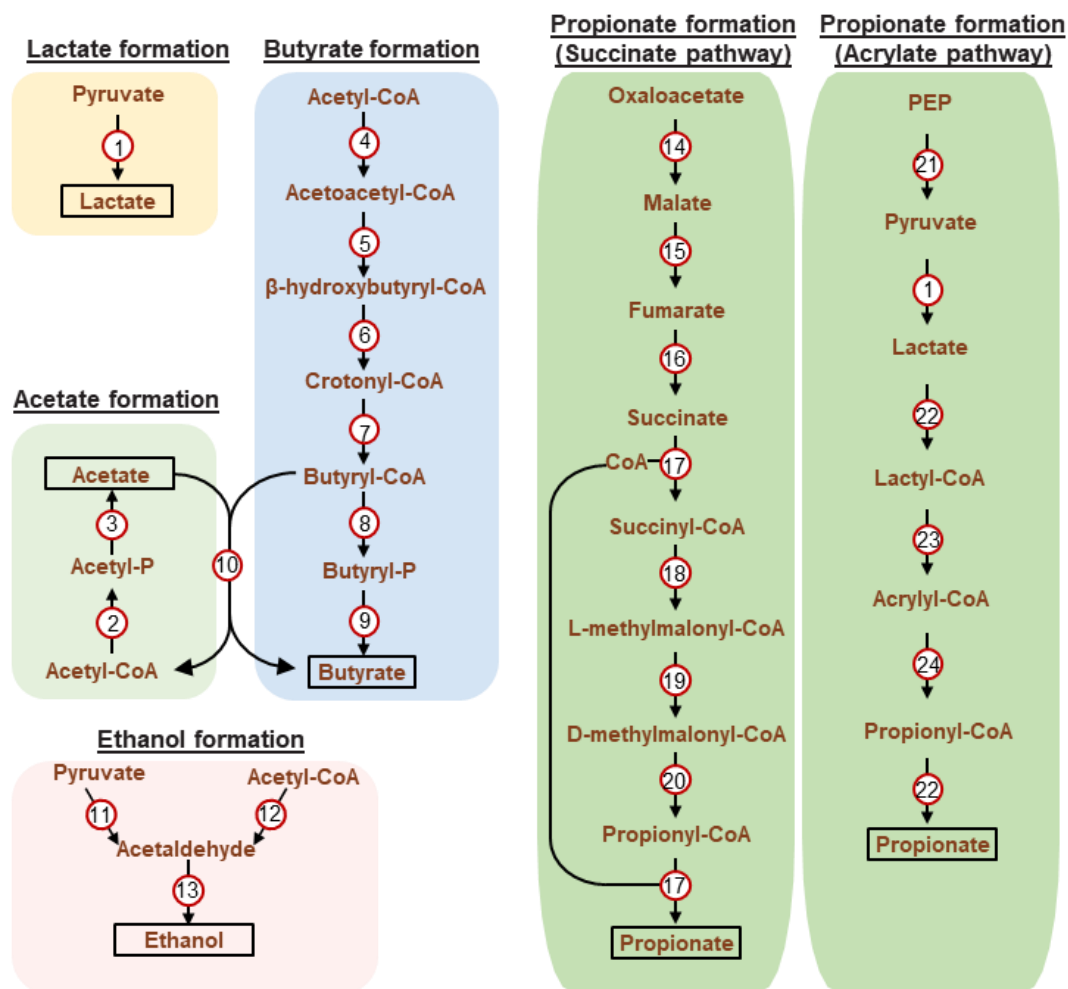 Lactate formation
Pyruvate
1
Lactate
Butyrate formation
Acetyl-CoA
4
Acetoacetyl-CoA
5
β-hydroxybutyryl-CoA
6
Crotonyl-CoA
7
Butyryl-CoA
8
Butyryl-P
9
Butyrate
10
Acetate formation
Acetate
3
Acetyl-P
2
Acetyl-CoA
Ethanol formation
Pyruvate
Acetyl-CoA
11
12
Acetaldehyde
13
Ethanol
Propionate formation
(Succinate pathway)
Oxaloacetate
14
Malate
15
Fumarate
16
Succinate
CoA
17
Succinyl-CoA
18
L-methylmalonyl-CoA
19
D-methylmalonyl-CoA
20
Propionyl-CoA
17
Propionate
Propionate formation
(Acrylate pathway)
PEP
21
Pyruvate
1
Lactate
22
Lactyl-CoA
23
Acrylyl-CoA
24
Propionyl-CoA
22
Propionate